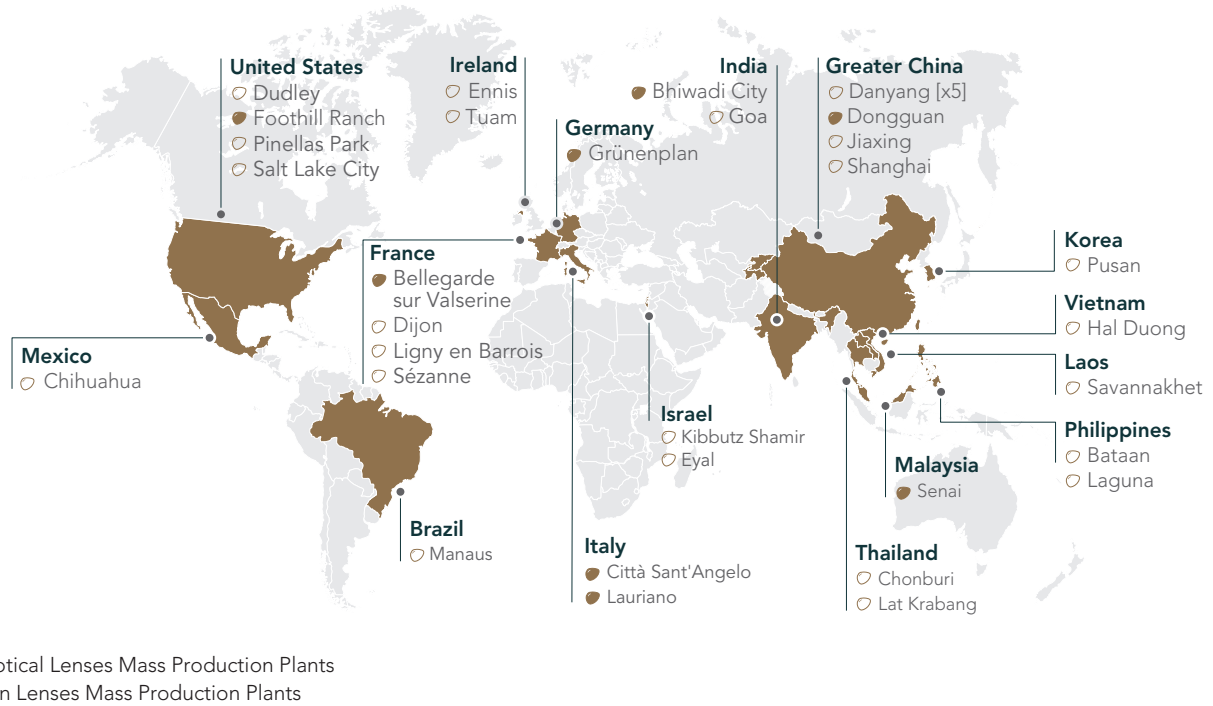 United States
Dudley
Foothill Ranch
Pinellas Park
Salt Lake City
Ireland
Ennis
Tuam
Germany
Grünenplan
India
Bhiwadi City
Goa
Greater China
Danyang [x5]
Dongguan
Jiaxing
Shanghai
France
Bellegarde
sur Valserine
Dijon
Ligny en Barrois
Sézanne
Korea
Pusan
Vietnam
Hal Duong
Laos
Savannakhet
Mexico
Chihuahua
Israel
Kibbutz Shamir
Eyal
Philippines
Bataan
Laguna
Malaysia
Senai
Brazil
Manaus
Italy
Città Sant'Angelo
Lauriano
Thailand
Chonburi
Lat Krabang
ptical Lenses Mass Production Plants
n Lenses Mass Production Plants